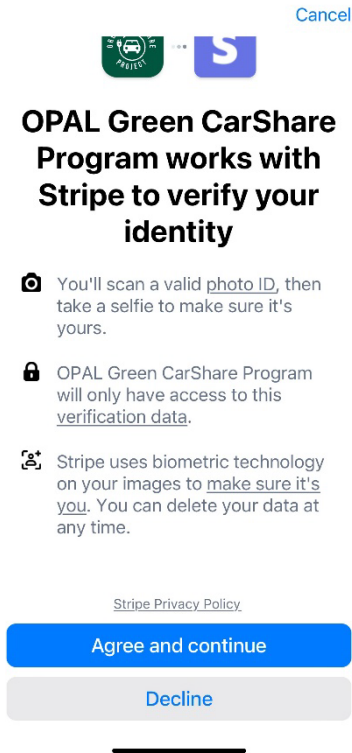 Cancel
PROJECT
S
OPAL Green CarShare
Program works with
Stripe to verify your
identity
You'll scan a valid photo ID, then
take a selfie to make sure it's
yours.
OPAL Green CarShare Program
will only have access to this
verification data.
Stripe uses biometric technology
on your images to make sure it's
you. You can delete your data at
any time.
Stripe Privacy Policy
Agree and continue
Decline